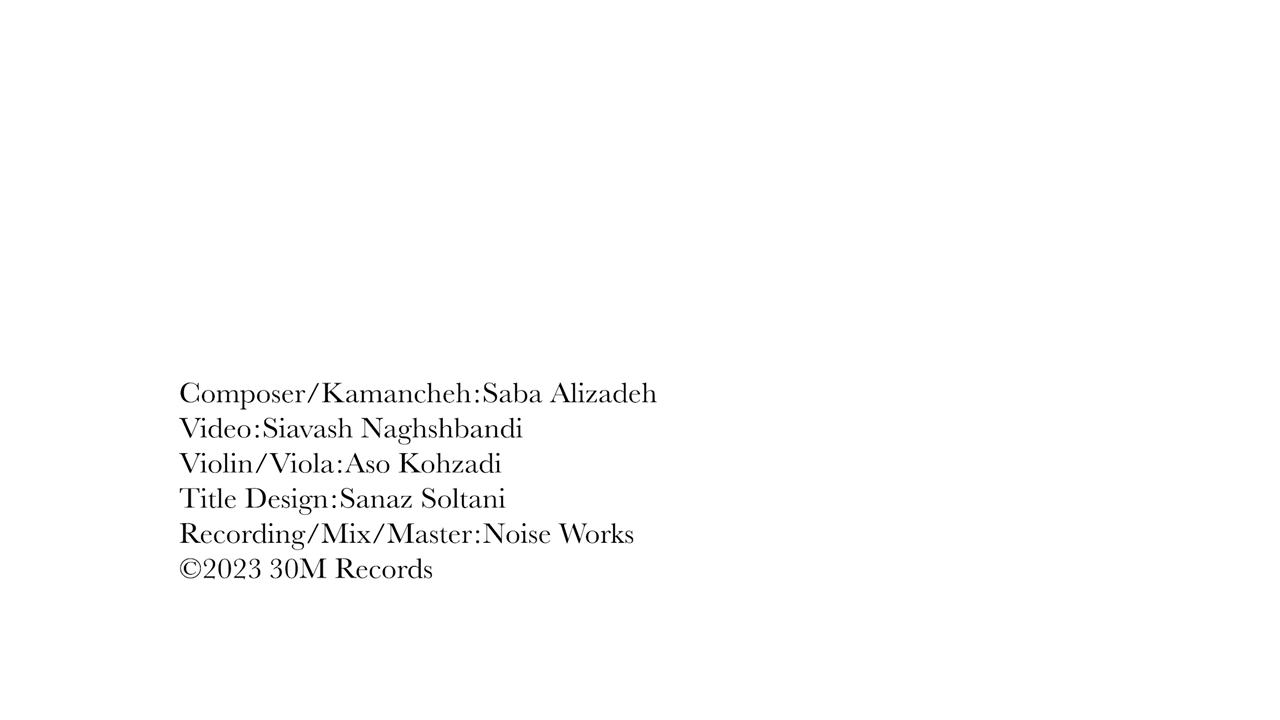 Composer/Kamancheh:Saba Alizadeh
Video:Siavash Naghshbandi
Violin/Viola:Aso Kohzadi
Title Design:Sanaz Soltani
Recording/Mix/Master:Noise Works
©2023 30M Records